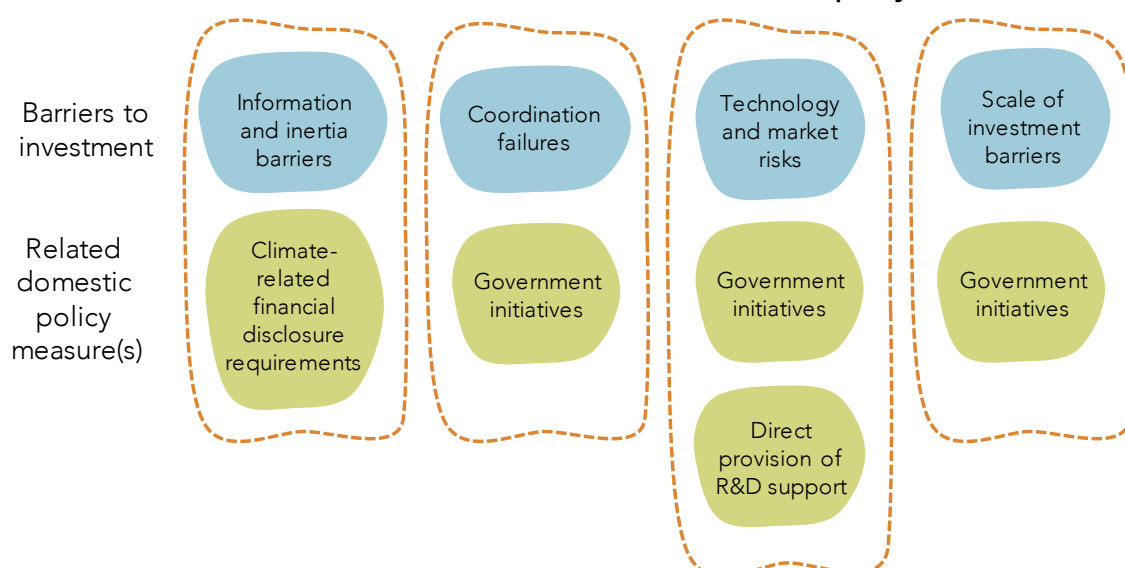 Barriers to
investment
Information
and inertia
barriers
Coordination
failures
Technology
and market
risks
Scale of
investment
barriers
Related
domestic
policy
measure(s)
Climate-
related
financial
disclosure
requirements
Government
initiatives
Government
initiatives
Direct
provision of
R&D support
Government
initiatives